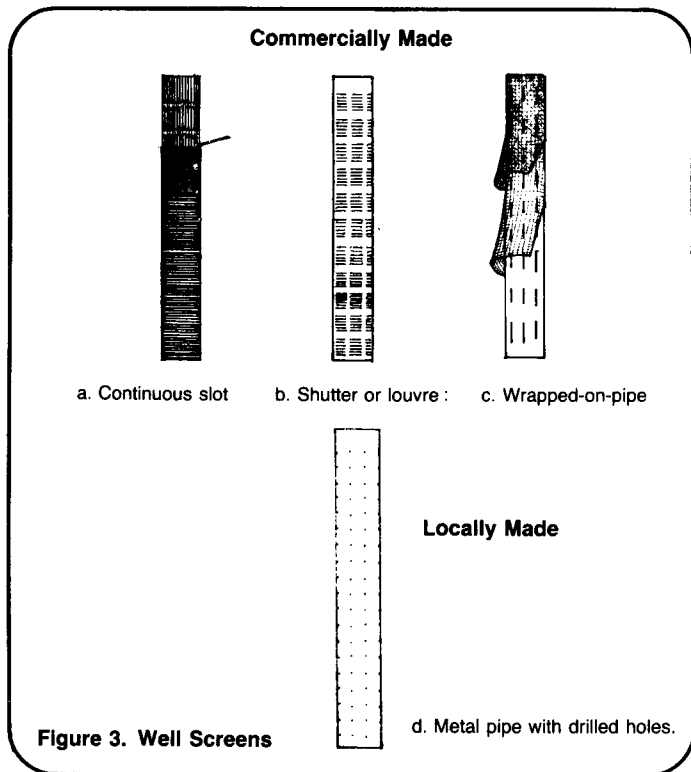 Commercially Made
a. Continuous slot
b. Shutter or louvre :
c. Wrapped-on-pipe
Locally Made
d. Metal pipe with drilled holes.
Figure 3. Well Screens